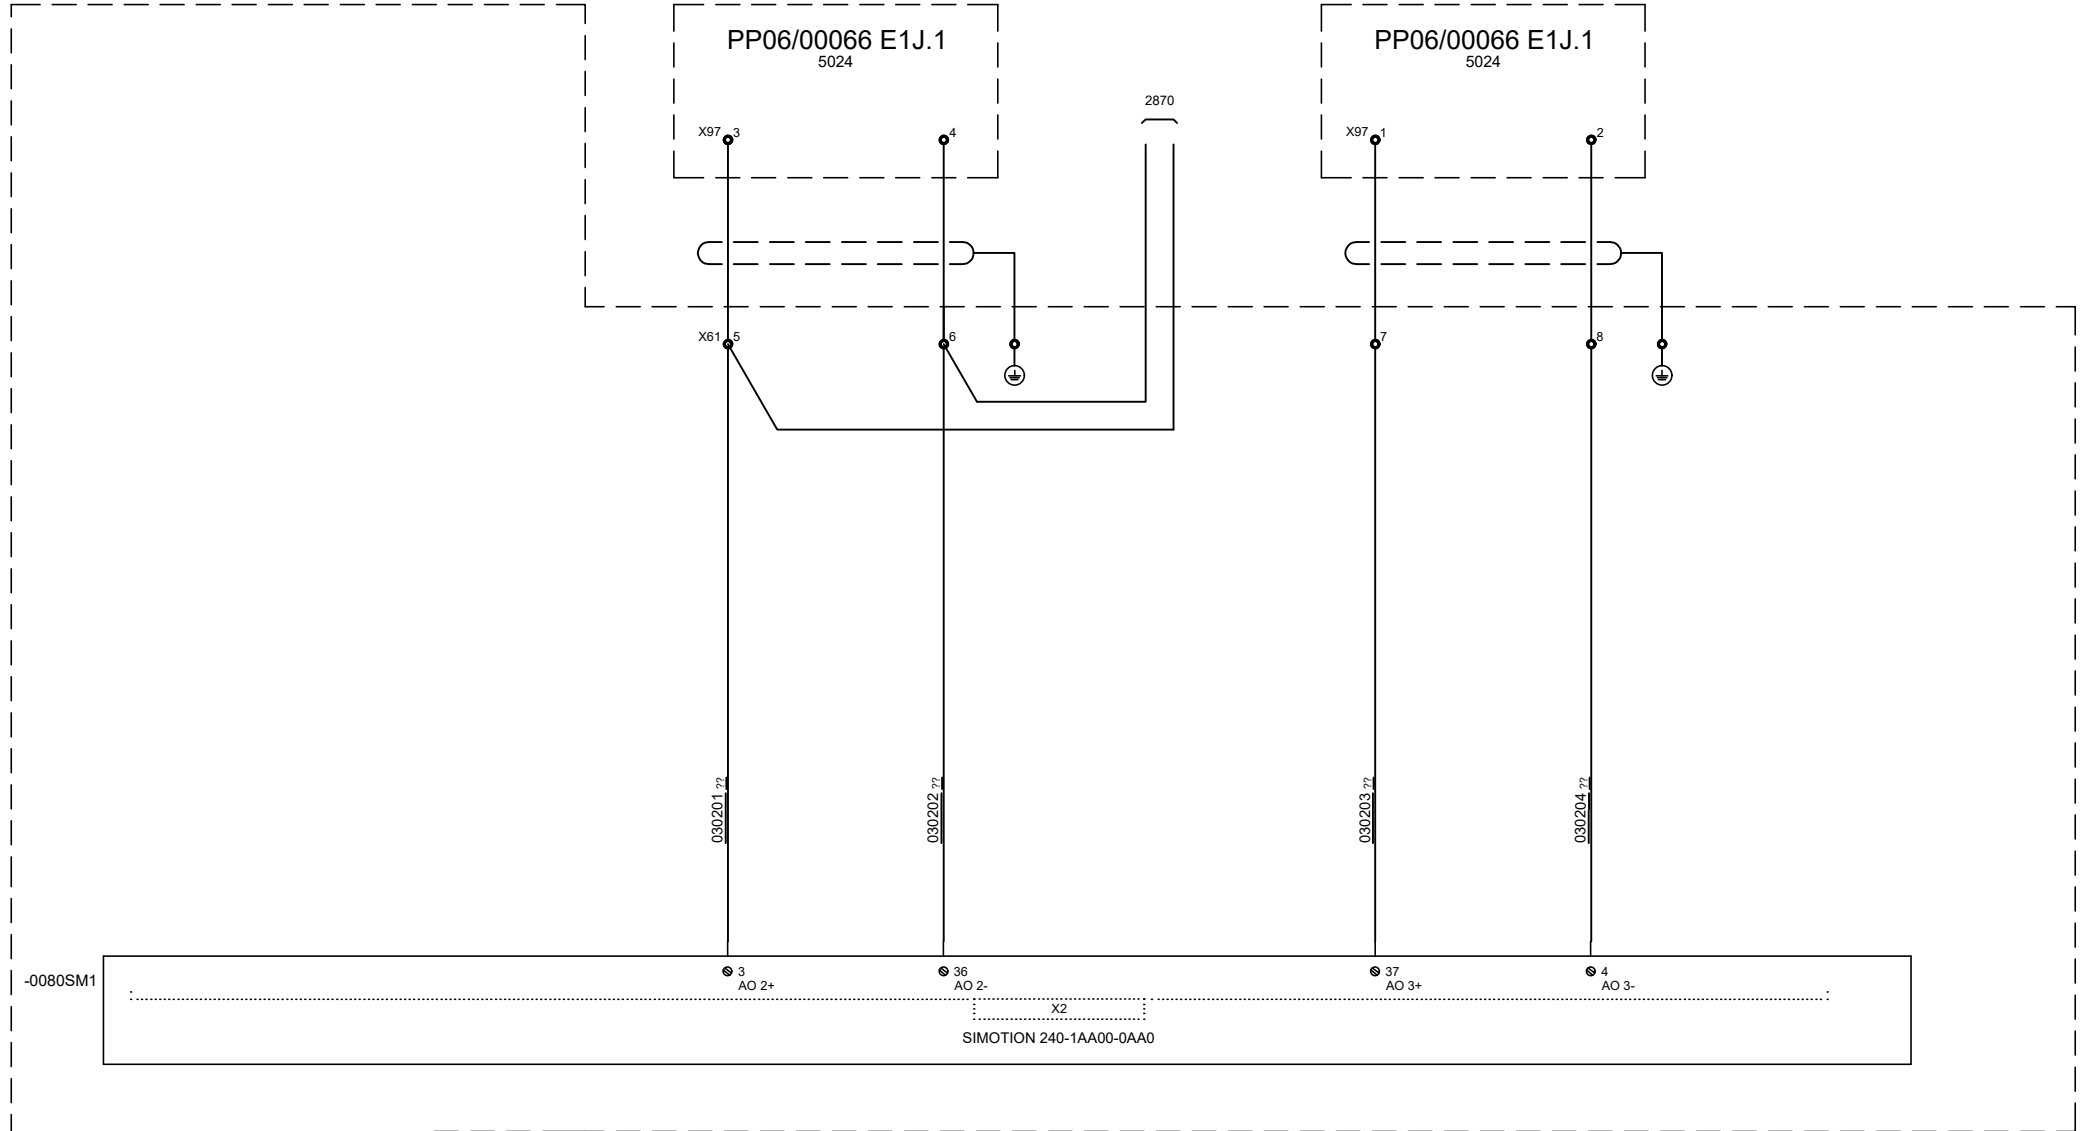 PP06/00066 E1J.1
5024
PP06/00066 E1J.1
5024
2870
X97 3
4
X97 1
2
X61 5
6
7
8
030201 ??
030202 ??
030203 ??
030204 ??
-0080SM1
3
AO 2+
36
AO 2-
37
AO 3+
4
AO 3-
X2
SIMOTION 240-1AA00-0AA0